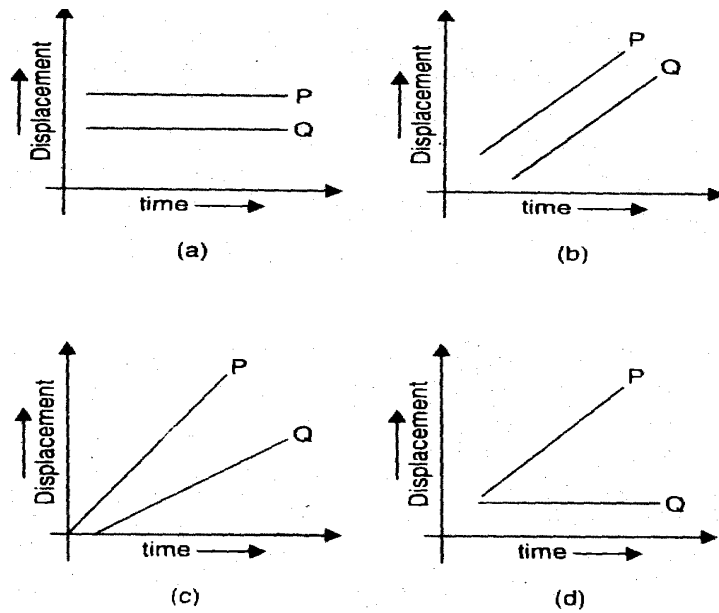 Displacement
P
Q
time
(a)
Displacement
P
Q
time
(b)
Displacement
P
Q
time
(c)
Displacement
P
Q
time
(d)